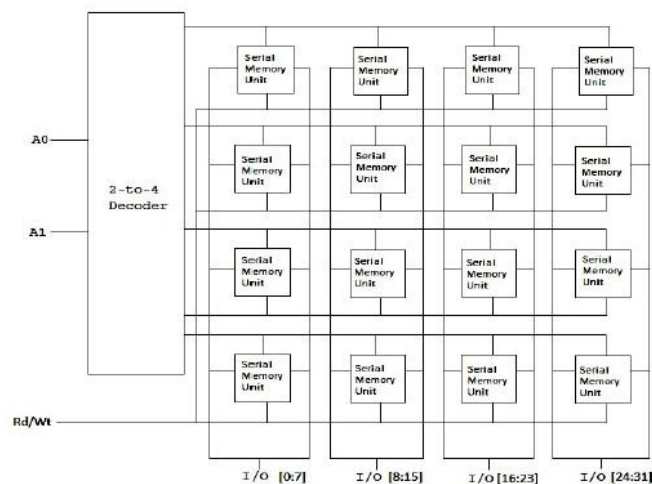 Serial
Memory
Unit
Serial
Memory
Unit
Serial
Memory
Unit
Serial
Memory
Unit
A0
2-to-4
Decoder
Serial
Memory
Unit
Serial
Memory
Unit
Serial
Memory
Unit
Serial
Memory
Unit
A1
Serial
Memory
Unit
Serial
Memory
Unit
Serial
Memory
Unit
Serial
Memory
Unit
Serial
Memory
Unit
Serial
Memory
Unit
Serial
Memory
Unit
Serial
Memory
Unit
Rd/Wt
I/O [0:7]
I/O [8:15]
I/O [16:23]
I/O [24:31]